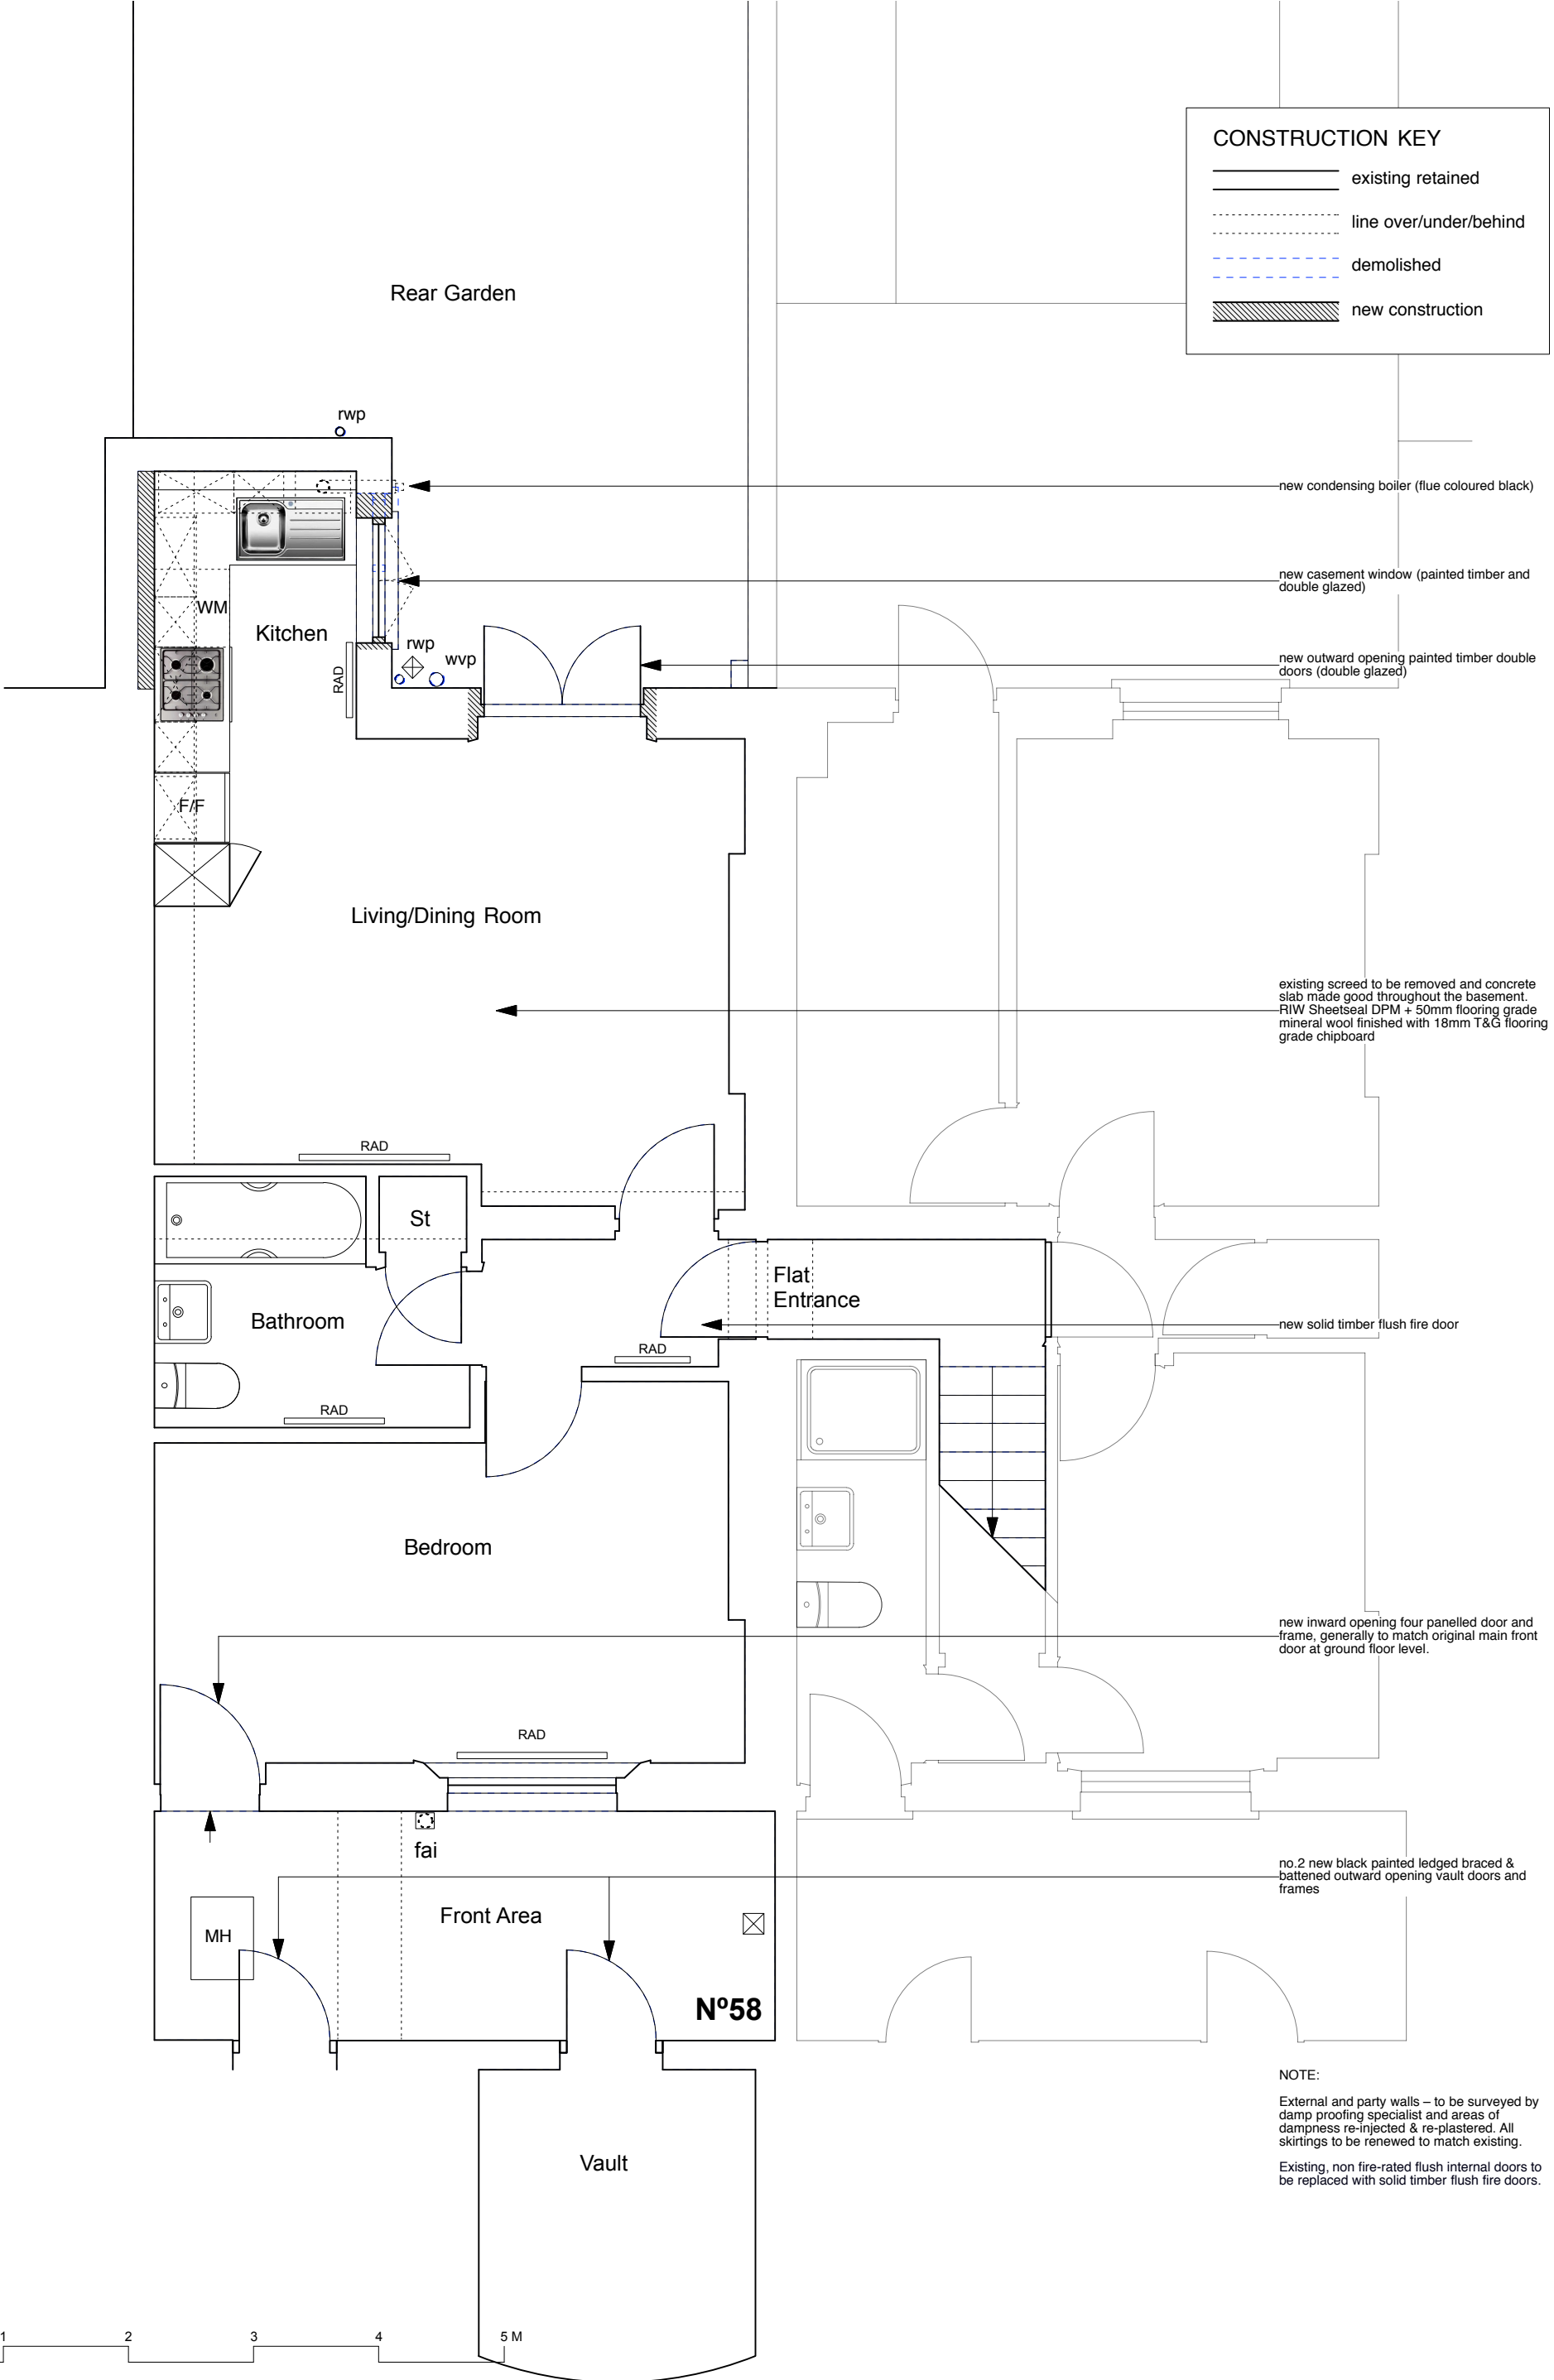 CONSTRUCTION KEY
existing retained
line over/under/behind
demolished
new construction
Rear Garden
rwp
new condensing boiler (flue coloured black)
new casement window (painted timber and
double glazed)
WM
Kitchen
rwp
wvp
RAD
new outward opening painted timber double
doors (double glazed)
F/F
Living/Dining Room
existing screed to be removed and concrete
slab made good throughout the basement.
RIW Sheetseal DPM + 50mm flooring grade
mineral wool finished with 18mm T&G flooring
grade chipboard
RAD
St
Flat
Entrance
Bathroom
new solid timber flush fire door
RAD
RAD
Bedroom
new inward opening four panelled door and
frame, generally to match original main front
door at ground floor level.
RAD
fai
no.2 new black painted ledged braced &
battened outward opening vault doors and
frames
Front Area
MH
Nº58
NOTE:
External and party walls – to be surveyed by
damp proofing specialist and areas of
dampness re-injected & re-plastered. All
skirtings to be renewed to match existing.
Existing, non fire-rated flush internal doors to
be replaced with solid timber flush fire doors.
Vault
1 2 3 4 5 M